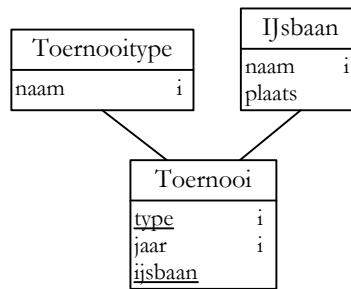 Toernooitype
naam i
IJsbaan
naam i
plaats
Toernooi
type i
jaar i
ijsbaan